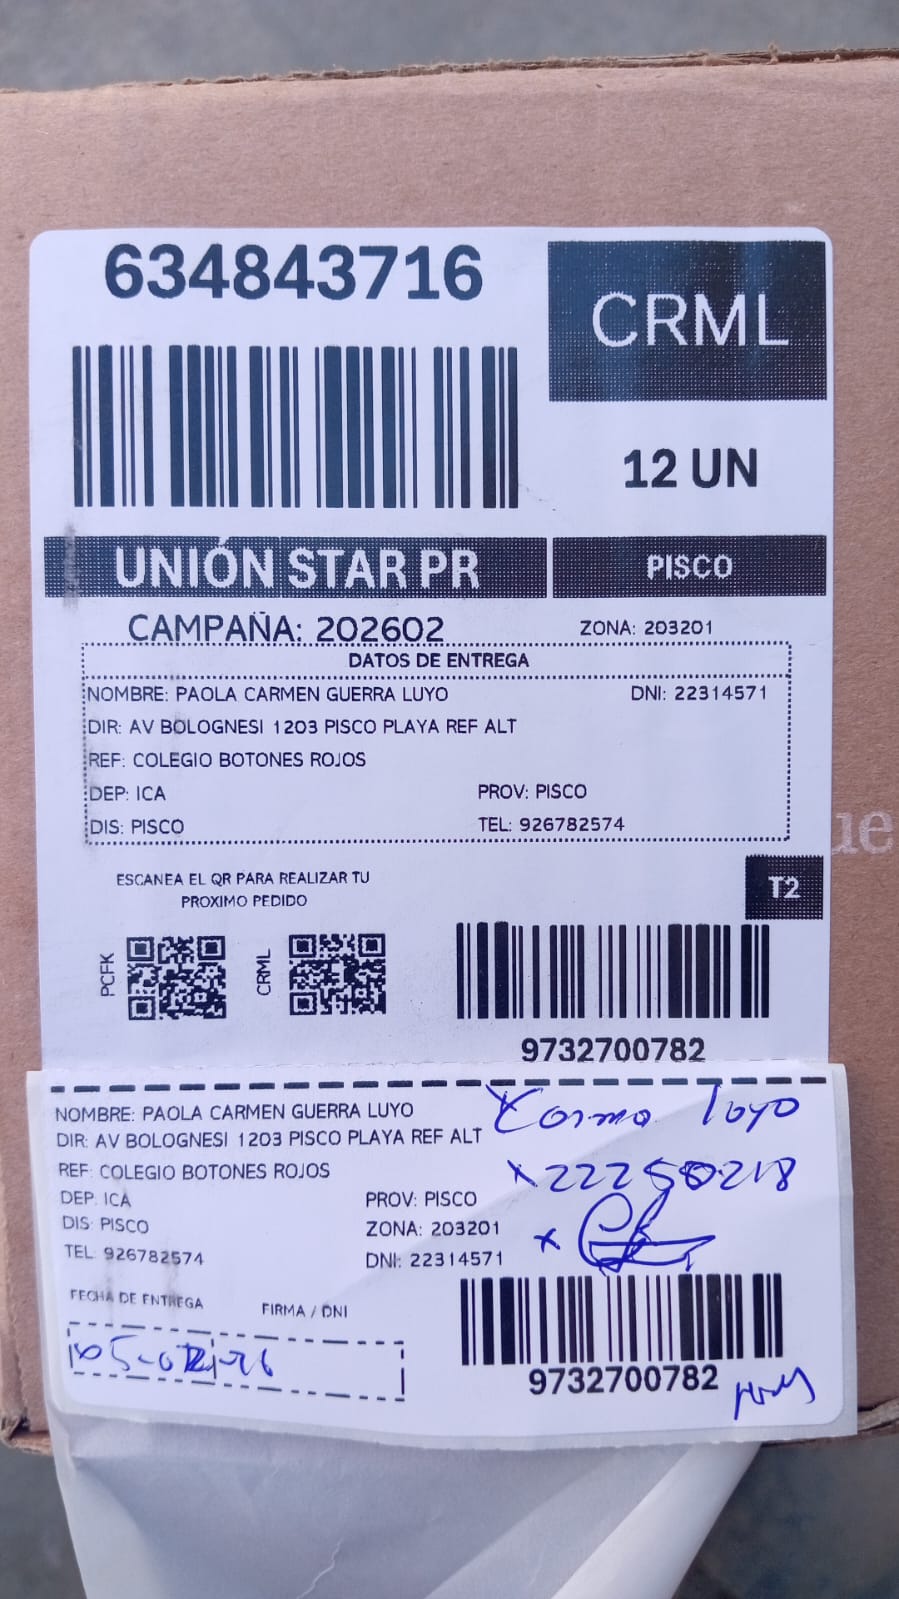 634843716
CRML
12 UN
UNIÓN STAR PR
PISCO
CAMPAÑA: 202602
ZONA: 203201
DATOS DE ENTREGA
NOMBRE: PAOLA CARMEN GUERRA LUYO
DNI: 22314571
DIR: AV BOLOGNESI 1203 PISCO PLAYA REF ALT
REF: COLEGIO BOTONES ROJOS
DEP: ICA
PROV: PISCO
DIS: PISCO
TEL: 926782574
ue
ESCANEA EL QR PARA REALIZAR TU
PROXIMO PEDIDO
T2
PCFK
CRML
9732700782
NOMBRE: PAOLA CARMEN GUERRA LUYO
DIR: AV BOLOGNESI 1203 PISCO PLAYA REF ALT
REF: COLEGIO BOTONES ROJOS
DEP: ICA
PROV: PISCO
DIS: PISCO
ZONA: 203201
TEL: 926782574
DNI: 22314571
luyo
x22250218
x
FECHA DE ENTREGA
FIRMA / DNI
9732700782